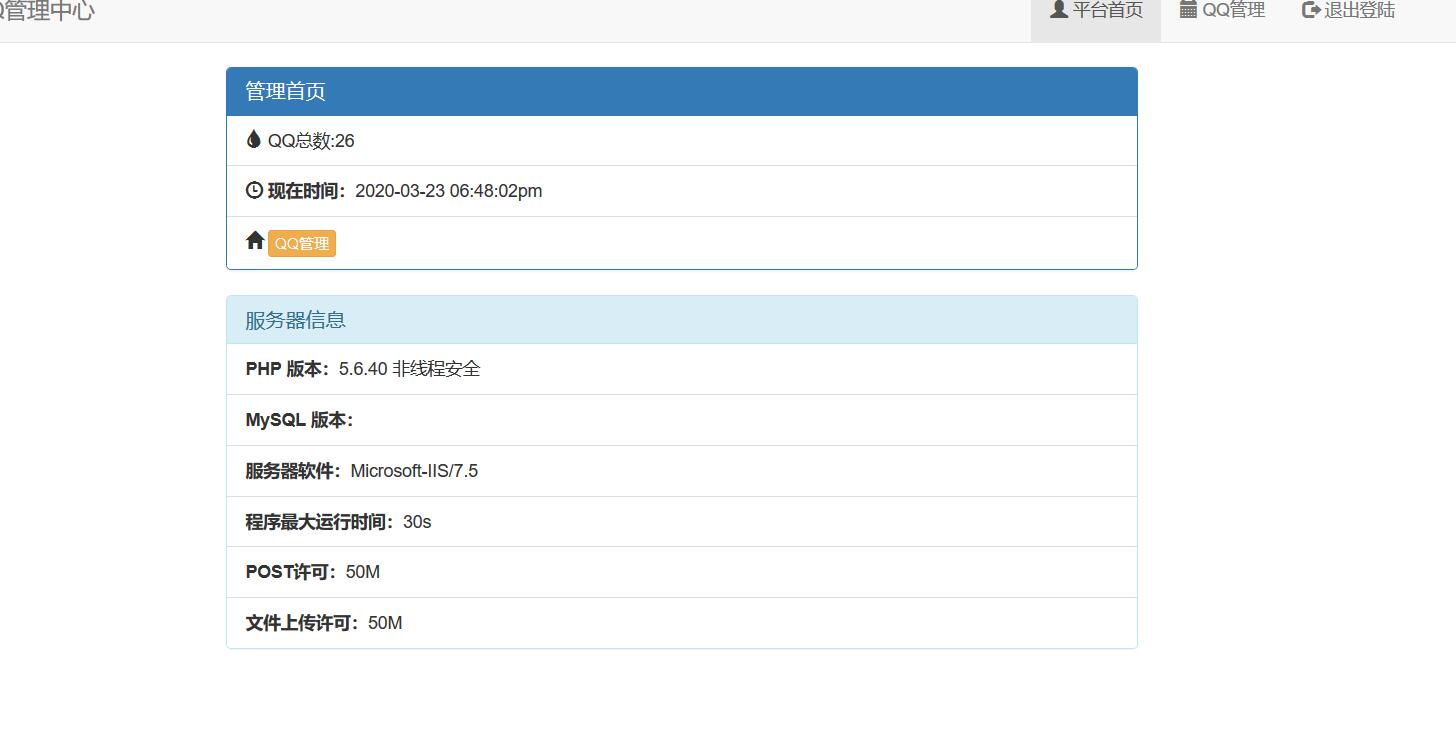 Q管理中心
平台首页
QQ管理
退出登陆
管理首页
QQ总数:26
现在时间：2020-03-23 06:48:02pm
QQ管理
服务器信息
PHP 版本：5.6.40 非线程安全
MySQL 版本：
服务器软件：Microsoft-IIS/7.5
程序最大运行时间：30s
POST许可：50M
文件上传许可：50M